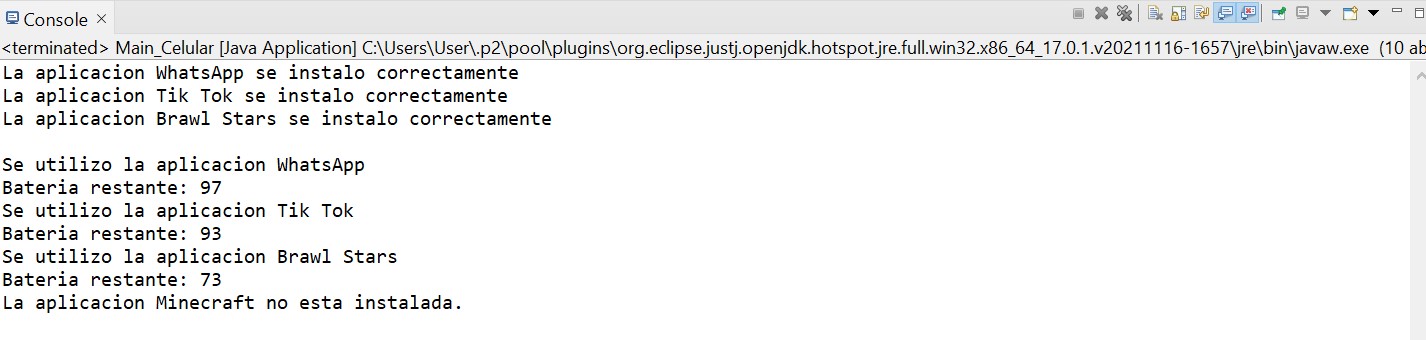 Console
<terminated> Main_Celular [Java Application] C:\Users\User\.p2\pool\plugins\org.eclipse.justj.openjdk.hotspot.jre.full.win32.x86_64_17.0.1.v20211116-1657\jre\bin\javaw.exe (10 ab
La aplicacion WhatsApp se instalo correctamente
La aplicacion Tik Tok se instalo correctamente
La aplicacion Brawl Stars se instalo correctamente
Se utilizo la aplicacion WhatsApp
Bateria restante: 97
Se utilizo la aplicacion Tik Tok
Bateria restante: 93
Se utilizo la aplicacion Brawl Stars
Bateria restante: 73
La aplicacion Minecraft no esta instalada.